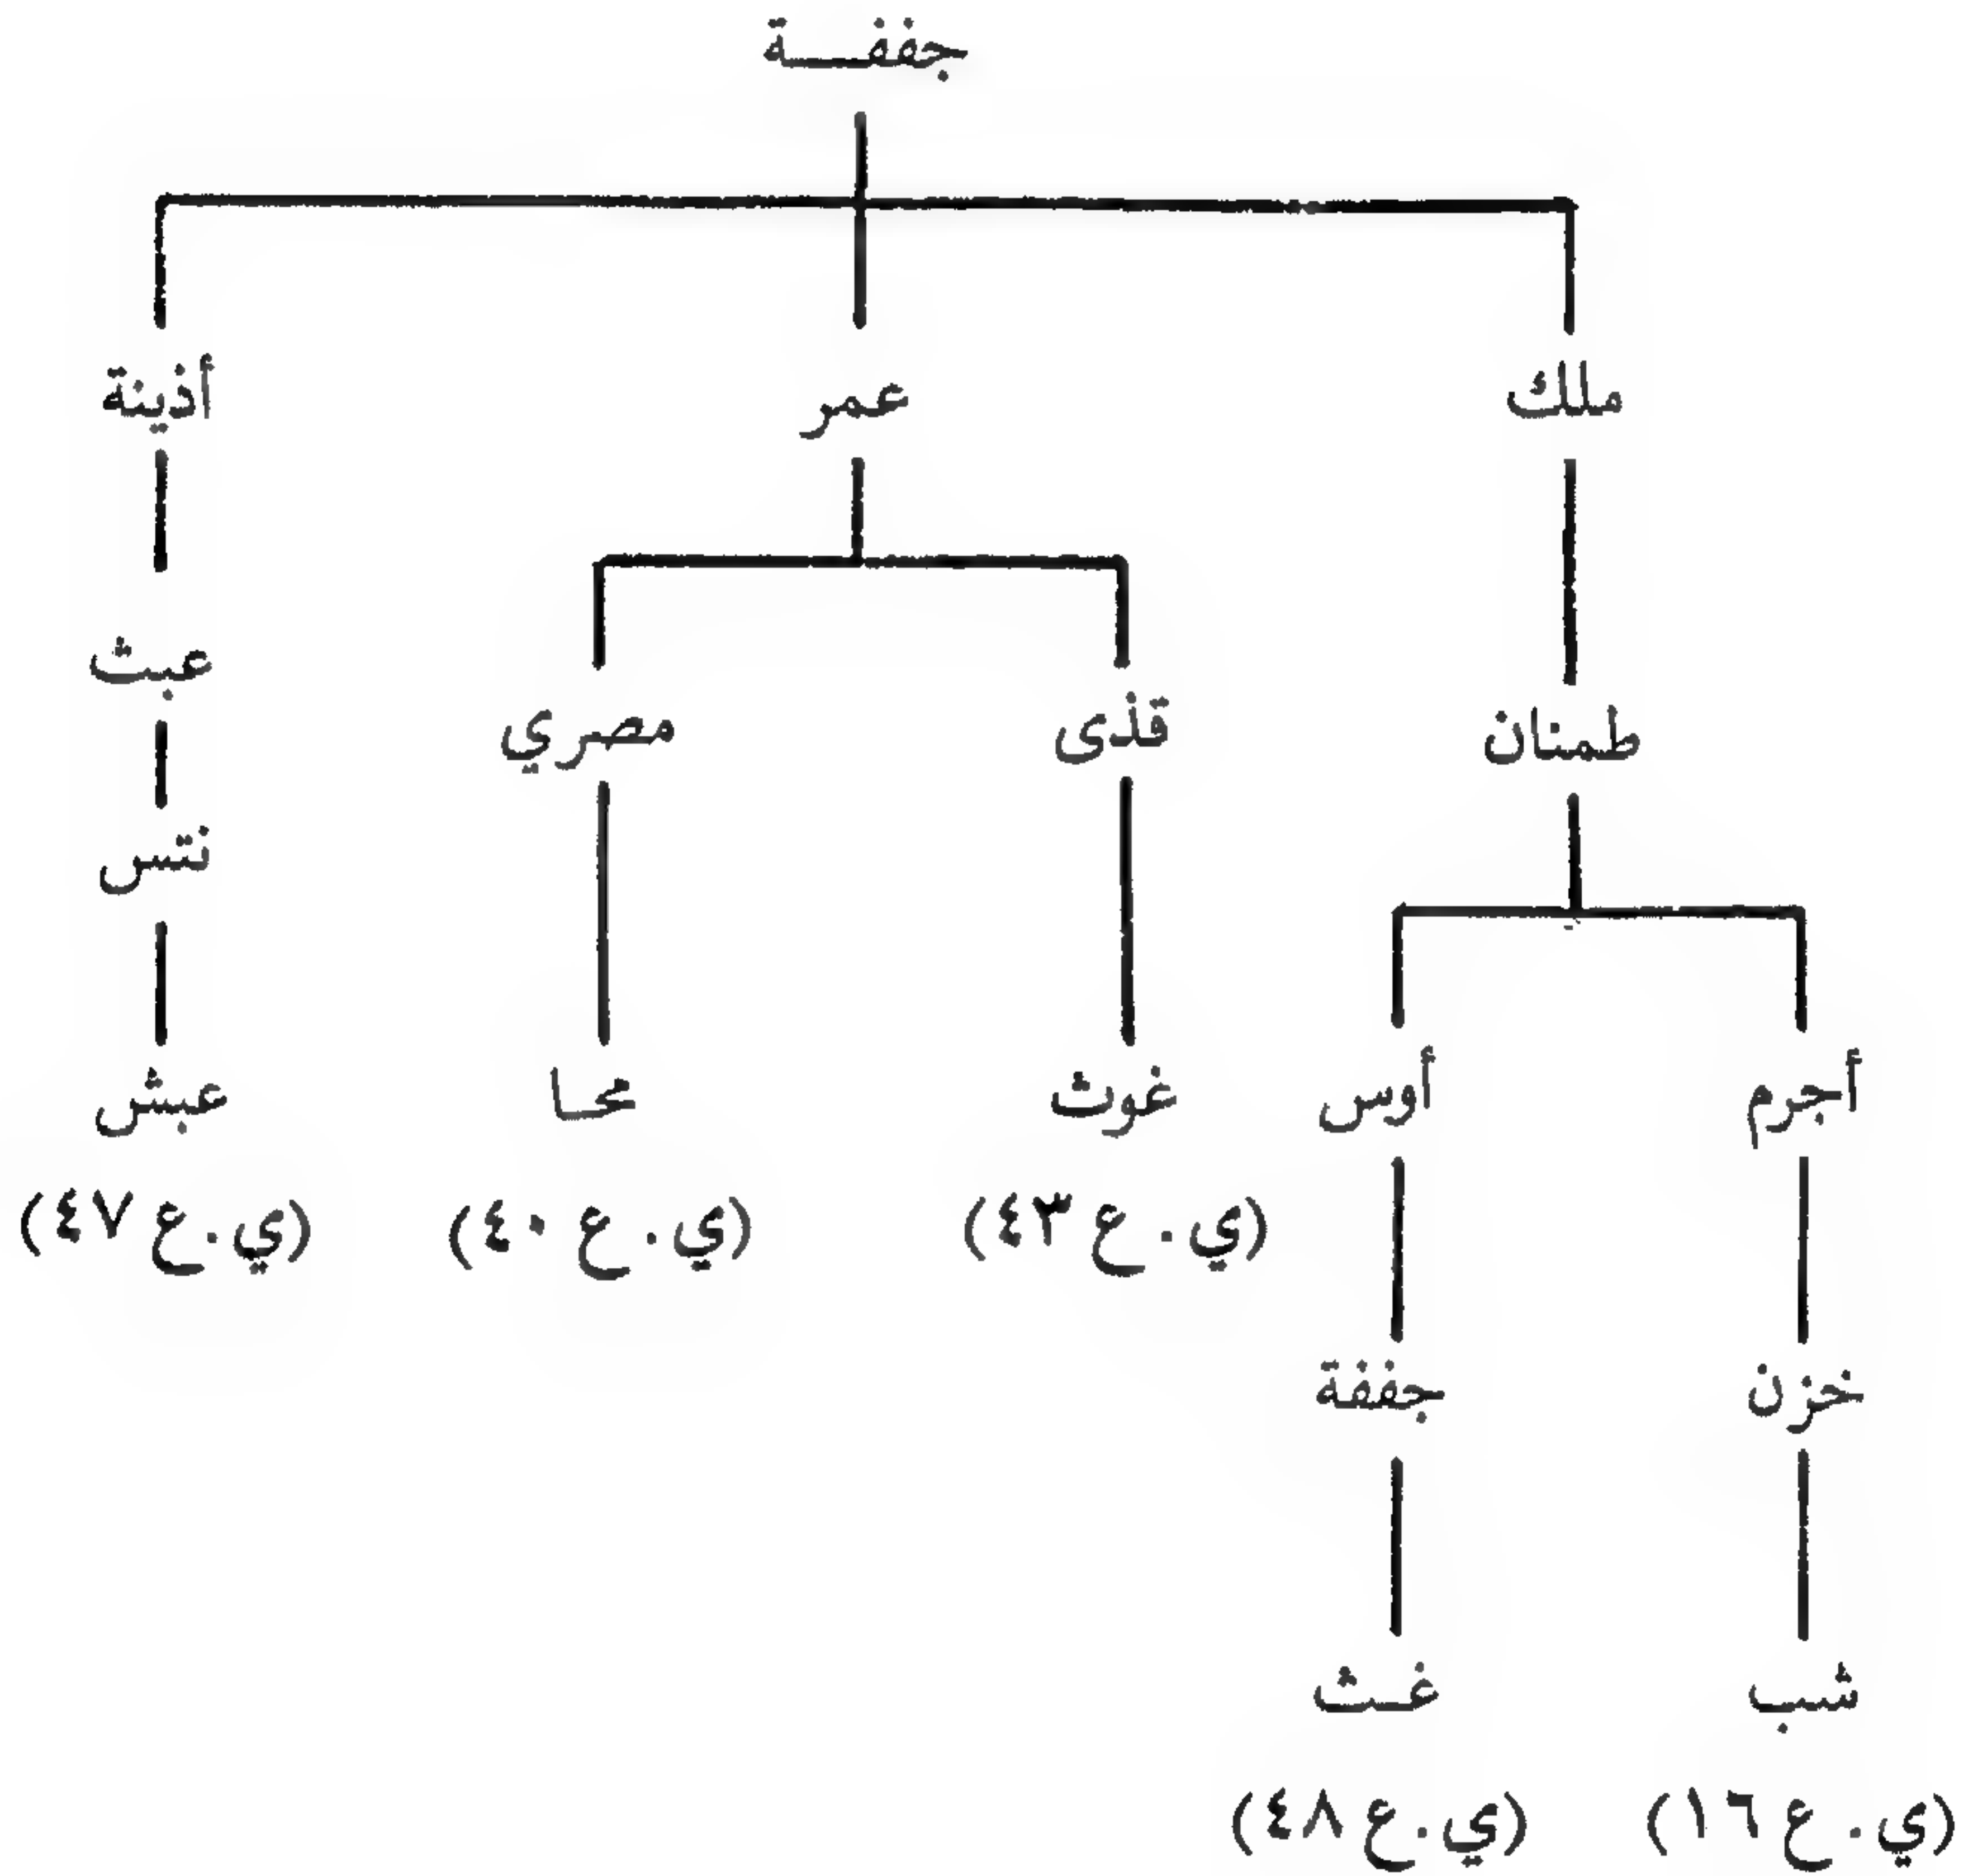 جففـــة
ملك
عمر
أذينة
طمنان
قذى
مصري
عبث
نتس
أجرم
أوس
غوث
محا
عبش
(ي. ع ٤٣)
(ي. ع ٤٠)
(ي. ع ٤٧)
خزن
جففة
شب
غث
(ي. ع ١٦)
(ي. ع ٤٨)